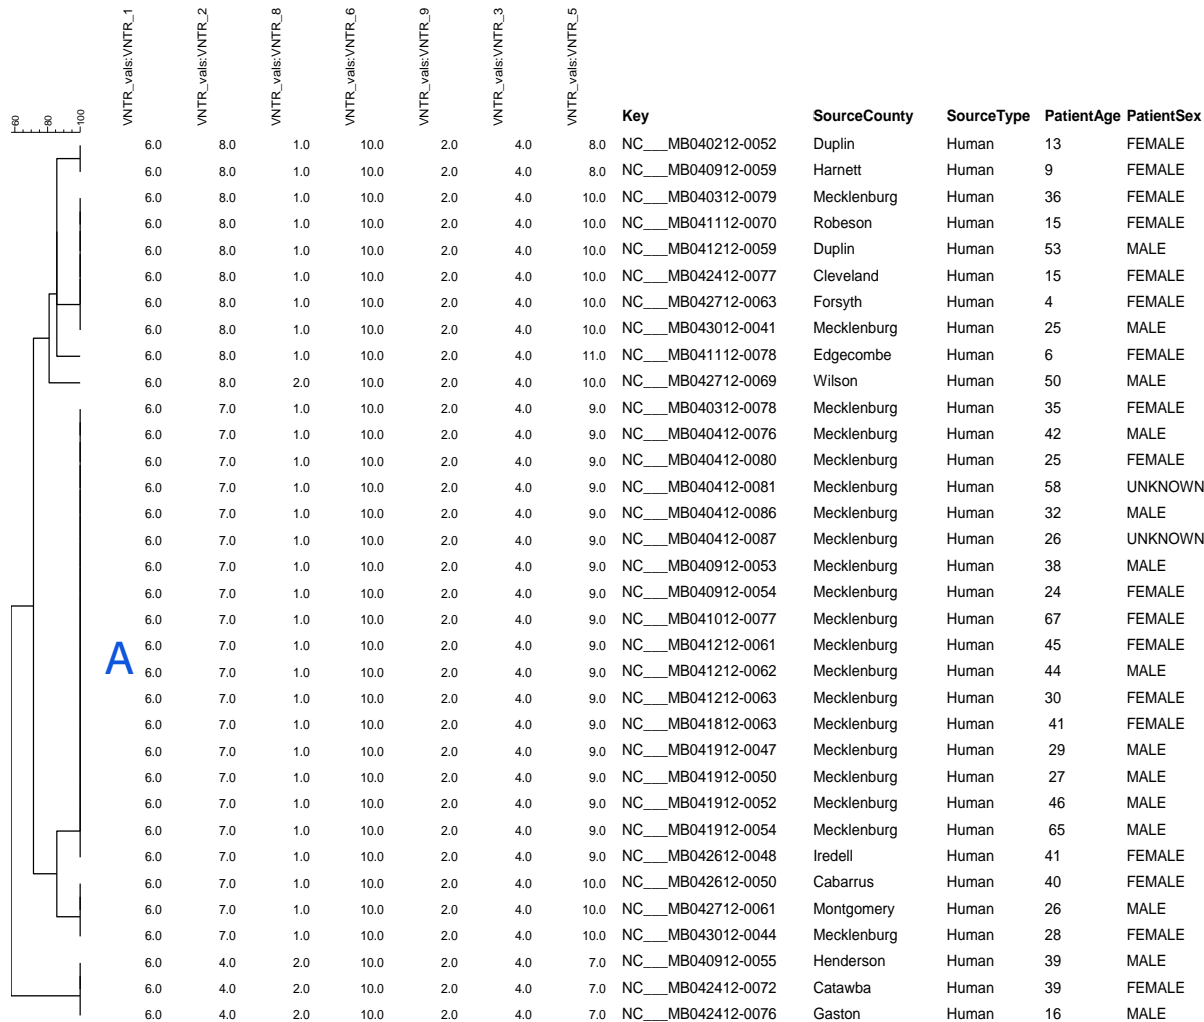 VNTR_vals:VNTR_1 VNTR_vals:VNTR_2 VNTR_vals:VNTR_8 VNTR_vals:VNTR_6 VNTR_vals:VNTR_9 VNTR_vals:VNTR_3 VNTR_vals:VNTR_5
60 80 100
Key SourceCounty SourceType PatientAge PatientSex
6.0 8.0 1.0 10.0 2.0 4.0 8.0 NC___MB040212-0052 Duplin Human 13 FEMALE
6.0 8.0 1.0 10.0 2.0 4.0 8.0 NC___MB040912-0059 Harnett Human 9 FEMALE
6.0 8.0 1.0 10.0 2.0 4.0 10.0 NC___MB040312-0079 Mecklenburg Human 36 FEMALE
6.0 8.0 1.0 10.0 2.0 4.0 10.0 NC___MB041112-0070 Robeson Human 15 FEMALE
6.0 8.0 1.0 10.0 2.0 4.0 10.0 NC___MB041212-0059 Duplin Human 53 MALE
6.0 8.0 1.0 10.0 2.0 4.0 10.0 NC___MB042412-0077 Cleveland Human 15 FEMALE
6.0 8.0 1.0 10.0 2.0 4.0 10.0 NC___MB042712-0063 Forsyth Human 4 FEMALE
6.0 8.0 1.0 10.0 2.0 4.0 10.0 NC___MB043012-0041 Mecklenburg Human 25 MALE
6.0 8.0 1.0 10.0 2.0 4.0 11.0 NC___MB041112-0078 Edgecombe Human 6 FEMALE
6.0 8.0 2.0 10.0 2.0 4.0 10.0 NC___MB042712-0069 Wilson Human 50 MALE
6.0 7.0 1.0 10.0 2.0 4.0 9.0 NC___MB040312-0078 Mecklenburg Human 35 FEMALE
6.0 7.0 1.0 10.0 2.0 4.0 9.0 NC___MB040412-0076 Mecklenburg Human 42 MALE
6.0 7.0 1.0 10.0 2.0 4.0 9.0 NC___MB040412-0080 Mecklenburg Human 25 FEMALE
6.0 7.0 1.0 10.0 2.0 4.0 9.0 NC___MB040412-0081 Mecklenburg Human 58 UNKNOWN
6.0 7.0 1.0 10.0 2.0 4.0 9.0 NC___MB040412-0086 Mecklenburg Human 32 MALE
6.0 7.0 1.0 10.0 2.0 4.0 9.0 NC___MB040412-0087 Mecklenburg Human 26 UNKNOWN
6.0 7.0 1.0 10.0 2.0 4.0 9.0 NC___MB040912-0053 Mecklenburg Human 38 MALE
6.0 7.0 1.0 10.0 2.0 4.0 9.0 NC___MB040912-0054 Mecklenburg Human 24 FEMALE
6.0 7.0 1.0 10.0 2.0 4.0 9.0 NC___MB041012-0077 Mecklenburg Human 67 FEMALE
6.0 7.0 1.0 10.0 2.0 4.0 9.0 NC___MB041212-0061 Mecklenburg Human 45 FEMALE
A
6.0 7.0 1.0 10.0 2.0 4.0 9.0 NC___MB041212-0062 Mecklenburg Human 44 MALE
6.0 7.0 1.0 10.0 2.0 4.0 9.0 NC___MB041212-0063 Mecklenburg Human 30 FEMALE
6.0 7.0 1.0 10.0 2.0 4.0 9.0 NC___MB041812-0063 Mecklenburg Human 41 FEMALE
6.0 7.0 1.0 10.0 2.0 4.0 9.0 NC___MB041912-0047 Mecklenburg Human 29 MALE
6.0 7.0 1.0 10.0 2.0 4.0 9.0 NC___MB041912-0050 Mecklenburg Human 27 MALE
6.0 7.0 1.0 10.0 2.0 4.0 9.0 NC___MB041912-0052 Mecklenburg Human 46 MALE
6.0 7.0 1.0 10.0 2.0 4.0 9.0 NC___MB041912-0054 Mecklenburg Human 65 MALE
6.0 7.0 1.0 10.0 2.0 4.0 9.0 NC___MB042612-0048 Iredell Human 41 FEMALE
6.0 7.0 1.0 10.0 2.0 4.0 10.0 NC___MB042612-0050 Cabarrus Human 40 FEMALE
6.0 7.0 1.0 10.0 2.0 4.0 10.0 NC___MB042712-0061 Montgomery Human 26 MALE
6.0 7.0 1.0 10.0 2.0 4.0 10.0 NC___MB043012-0044 Mecklenburg Human 28 FEMALE
6.0 4.0 2.0 10.0 2.0 4.0 7.0 NC___MB040912-0055 Henderson Human 39 MALE
6.0 4.0 2.0 10.0 2.0 4.0 7.0 NC___MB042412-0072 Catawba Human 39 FEMALE
6.0 4.0 2.0 10.0 2.0 4.0 7.0 NC___MB042412-0076 Gaston Human 16 MALE